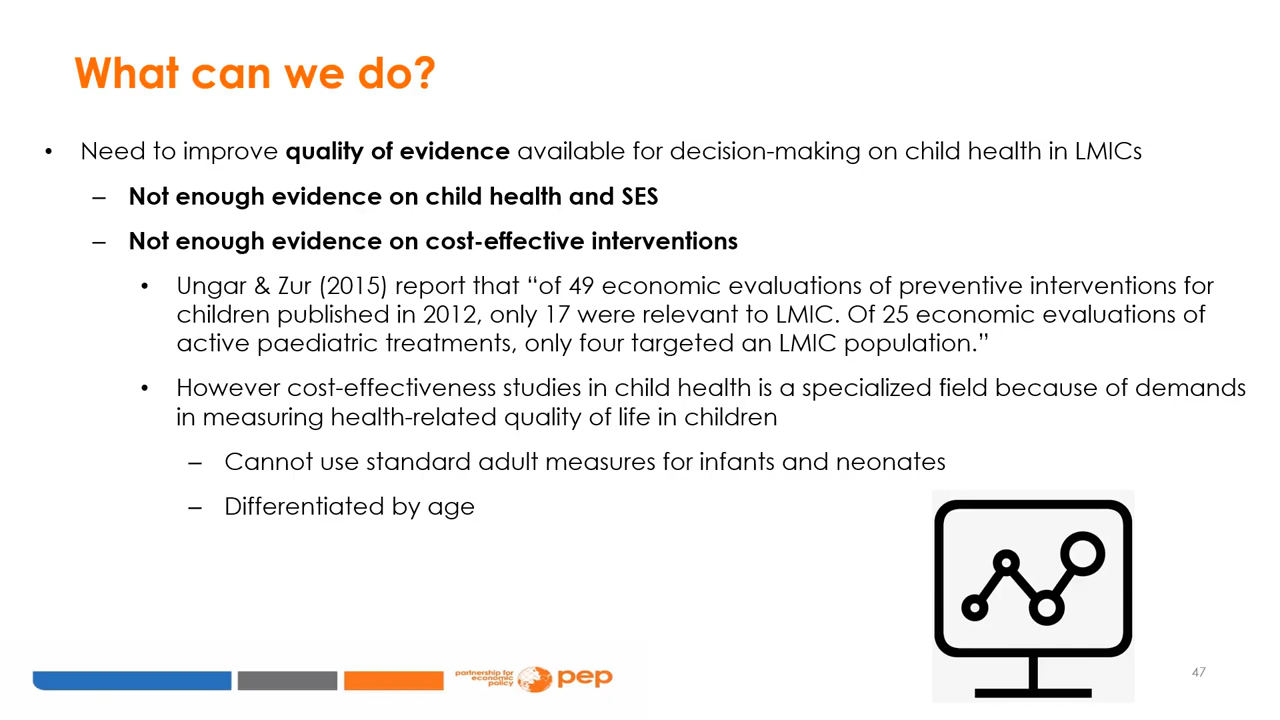 What can we do?
• Need to improve quality of evidence available for decision-making on child health in LMICs
– Not enough evidence on child health and SES
– Not enough evidence on cost-effective interventions
• Ungar & Zur (2015) report that “of 49 economic evaluations of preventive interventions for
children published in 2012, only 17 were relevant to LMIC. Of 25 economic evaluations of
active paediatric treatments, only four targeted an LMIC population.”
• However cost-effectiveness studies in child health is a specialized field because of demands
in measuring health-related quality of life in children
– Cannot use standard adult measures for infants and neonates
– Differentiated by age
partnership for
economic
policy
pep
47